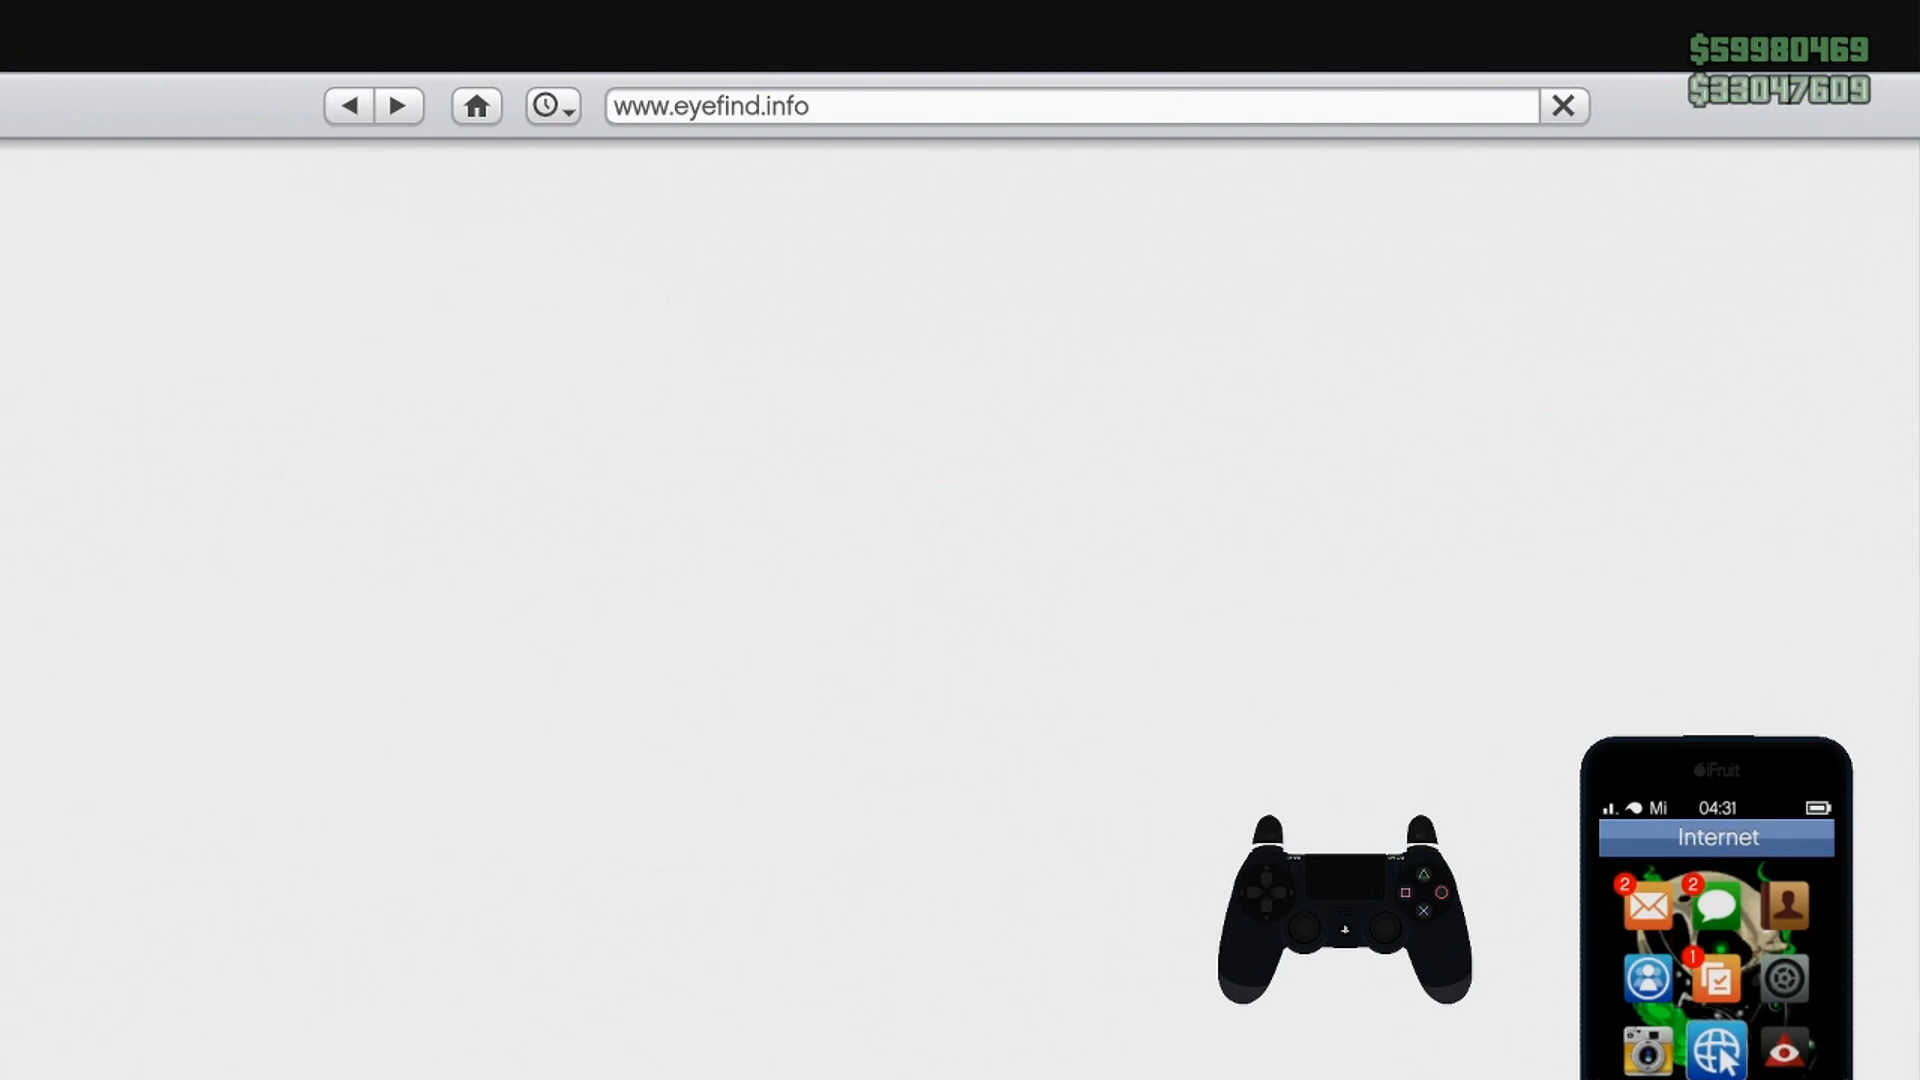 $59980469
$33047609
www.eyefind.info
iFruit
Mi 04:31
Internet
2 2
1